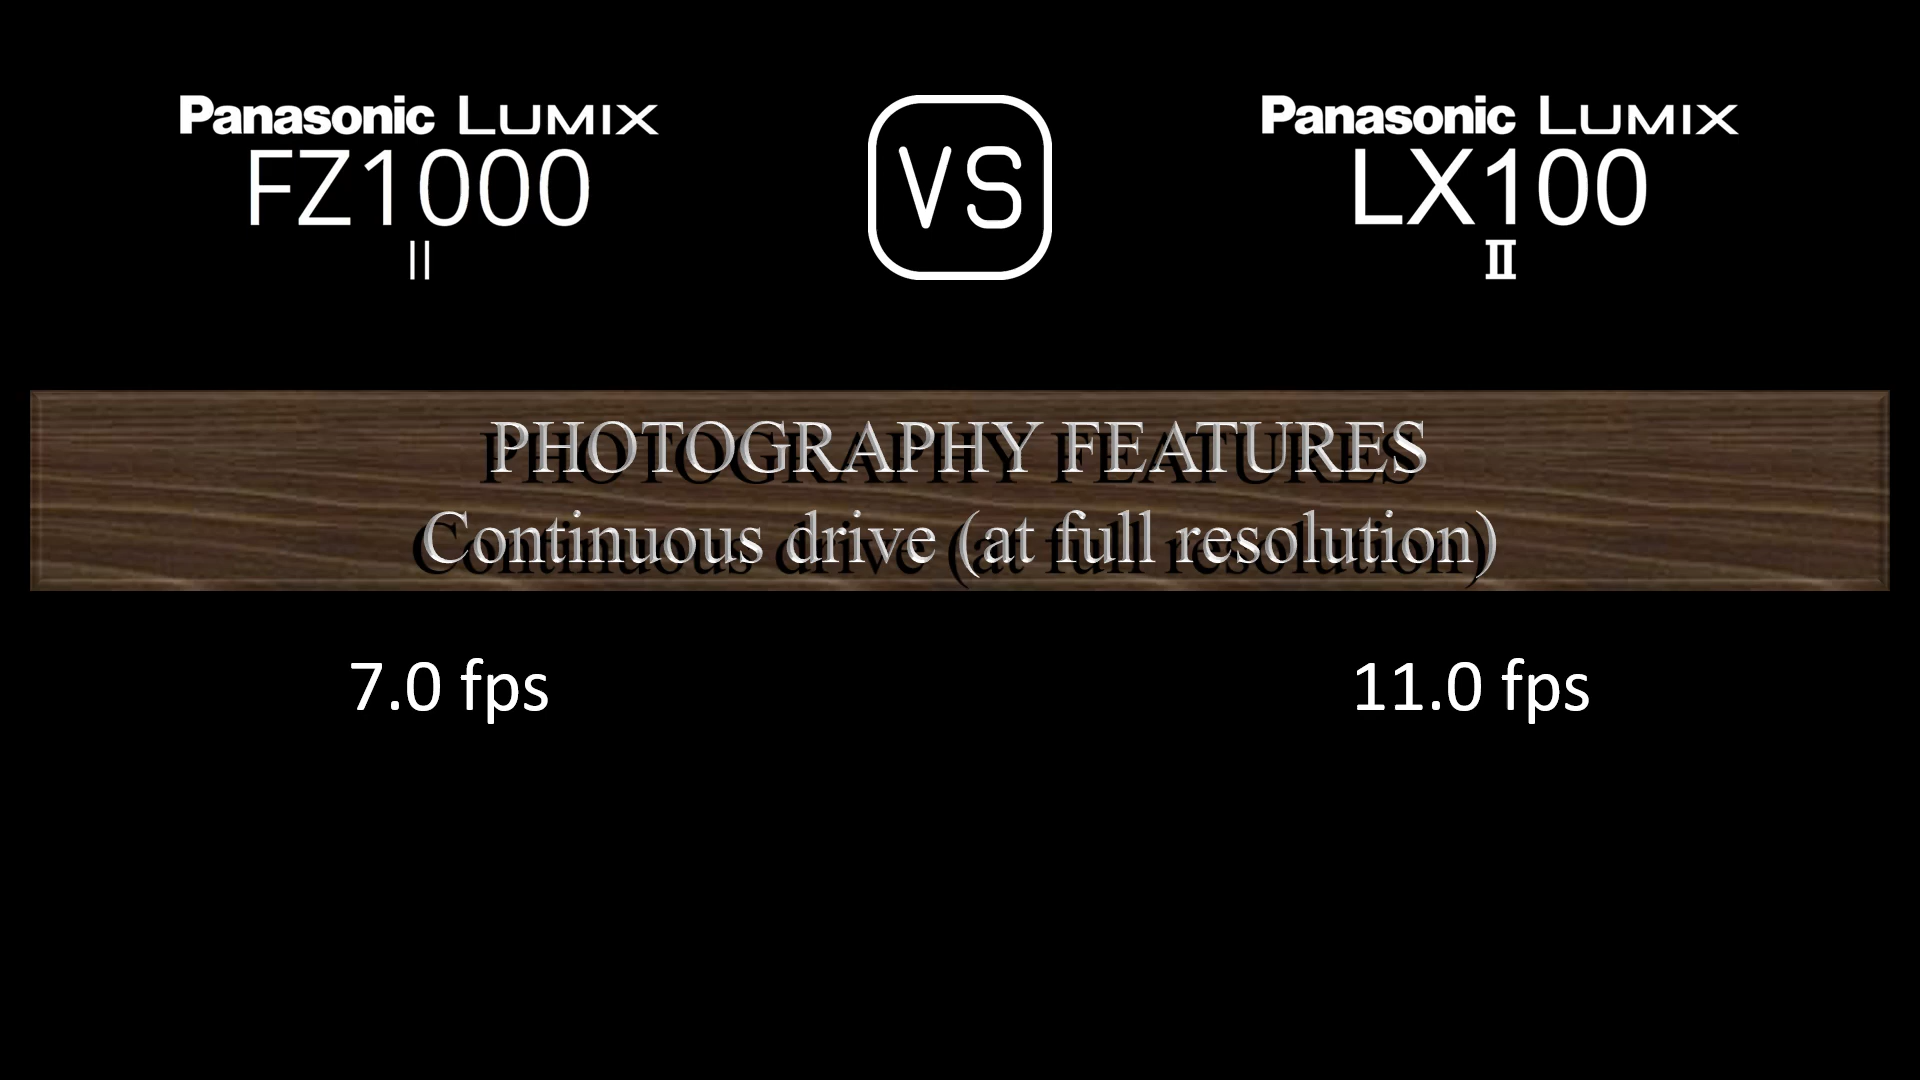 Panasonic LUMIX
FZ1000
II
VS
Panasonic LUMIX
LX100
II
PHOTOGRAPHY FEATURES
Continuous drive (at full resolution)
7.0 fps
11.0 fps